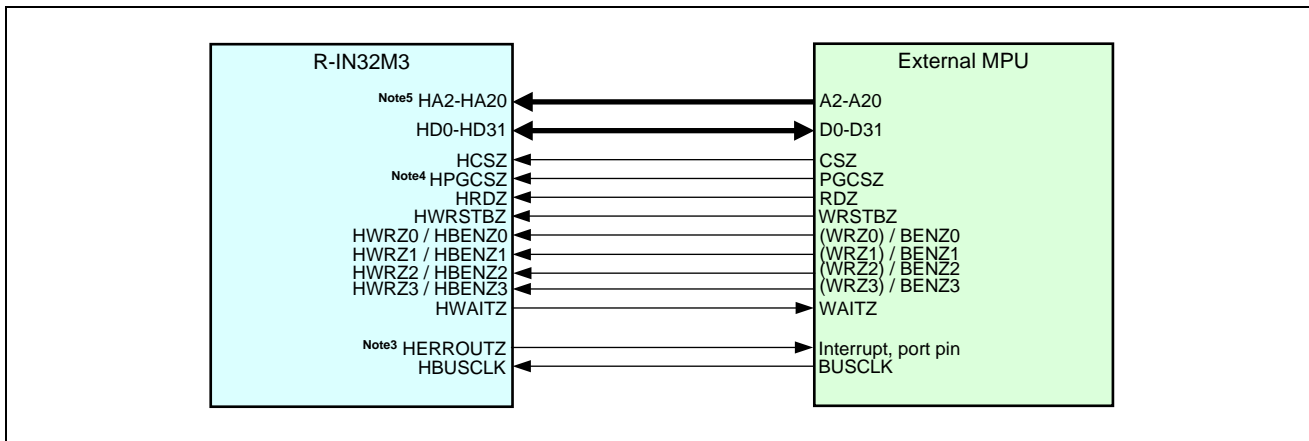 R-IN32M3 External MPU
Note5 HA2-HA20 A2-A20
HD0-HD31 D0-D31
HCSZ CSZ
Note4 HPGCSZ PGCSZ
HRDZ RDZ
HWRSTBZ WRSTBZ
HWRZ0 / HBENZ0 (WRZ0) / BENZ0
HWRZ1 / HBENZ1 (WRZ1) / BENZ1
HWRZ2 / HBENZ2 (WRZ2) / BENZ2
HWRZ3 / HBENZ3 (WRZ3) / BENZ3
HWAITZ WAITZ
Note3 HERROUTZ Interrupt, port pin
HBUSCLK BUSCLK